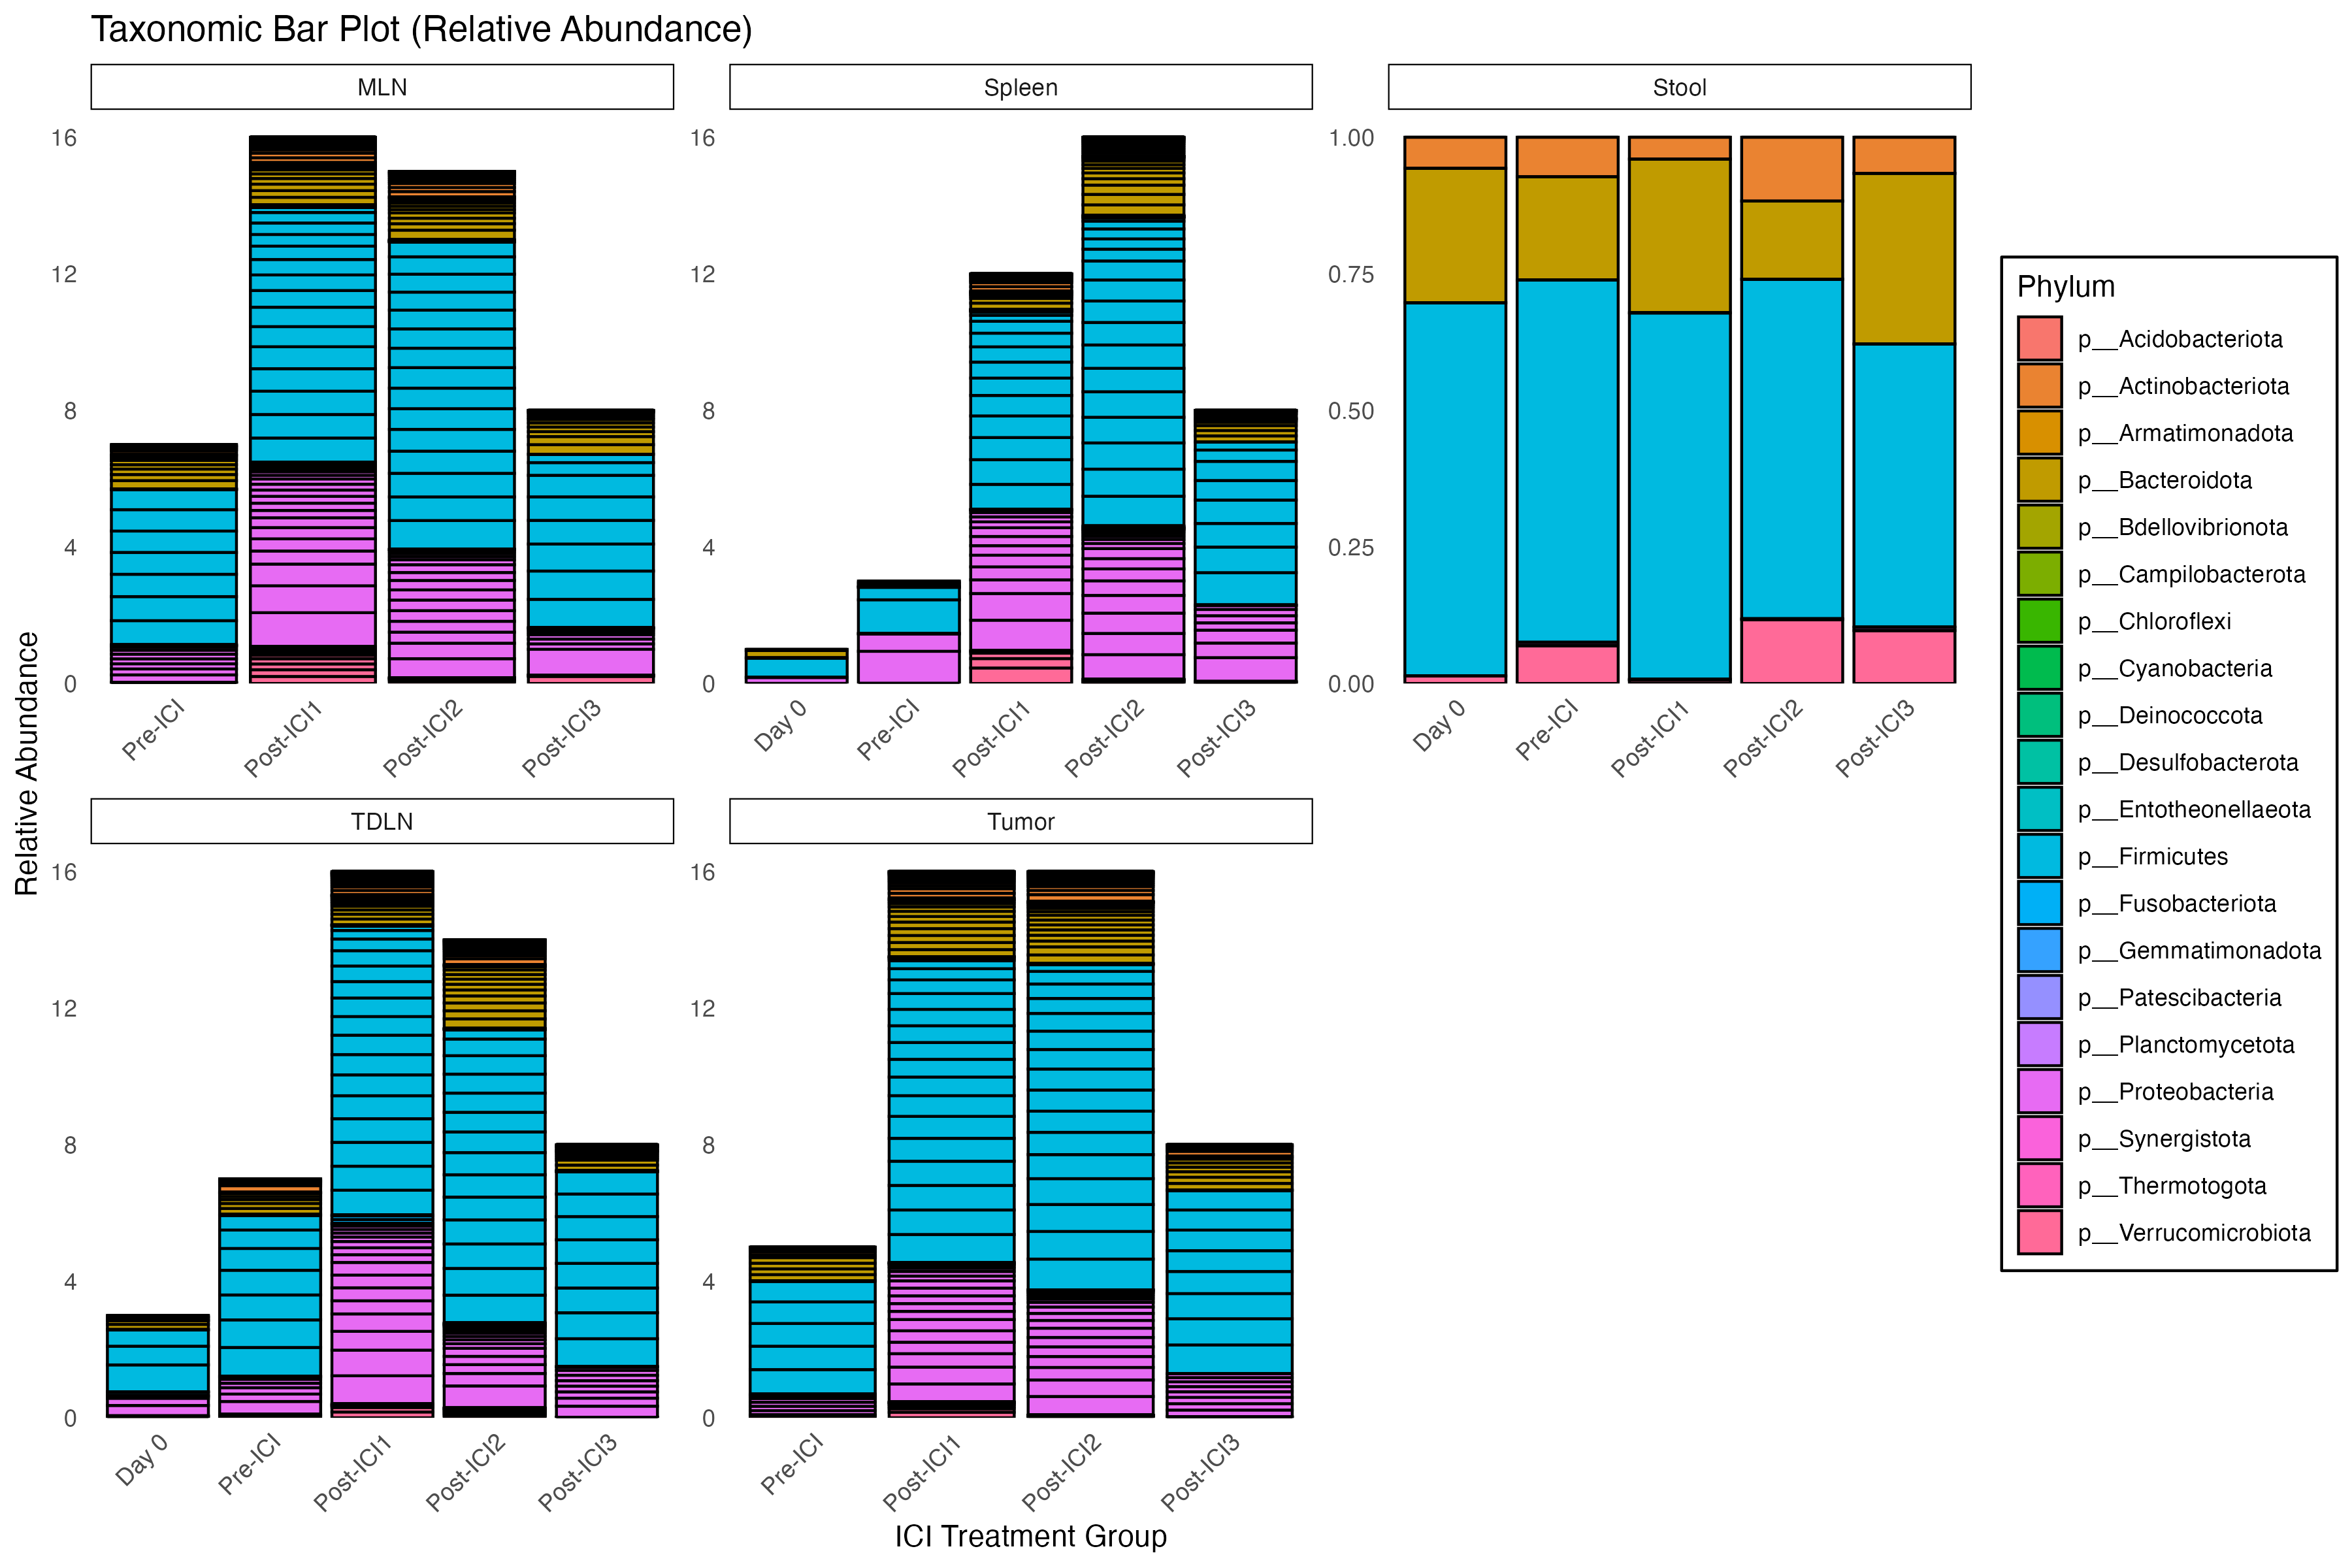 Taxonomic Bar Plot (Relative Abundance)
MLN
Spleen
Stool
16
12
8
4
0
Pre-ICI
Post-ICI1
Post-ICI2
Post-ICI3
16
12
8
4
0
Day 0
Pre-ICI
Post-ICI1
Post-ICI2
Post-ICI3
1.00
0.75
0.50
0.25
0.00
Day 0
Pre-ICI
Post-ICI1
Post-ICI2
Post-ICI3
Relative Abundance
TDLN
Tumor
16
12
8
4
0
Day 0
Pre-ICI
Post-ICI1
Post-ICI2
Post-ICI3
16
12
8
4
0
Pre-ICI
Post-ICI1
Post-ICI2
Post-ICI3
ICI Treatment Group
Phylum
p__Acidobacteriota
p__Actinobacteriota
p__Armatimonadota
p__Bacteroidota
p__Bdellovibrionota
p__Campilobacterota
p__Chloroflexi
p__Cyanobacteria
p__Deinococcota
p__Desulfobacterota
p__Entotheonellaeota
p__Firmicutes
p__Fusobacteriota
p__Gemmatimonadota
p__Patescibacteria
p__Planctomycetota
p__Proteobacteria
p__Synergistota
p__Thermotogota
p__Verrucomicrobiota